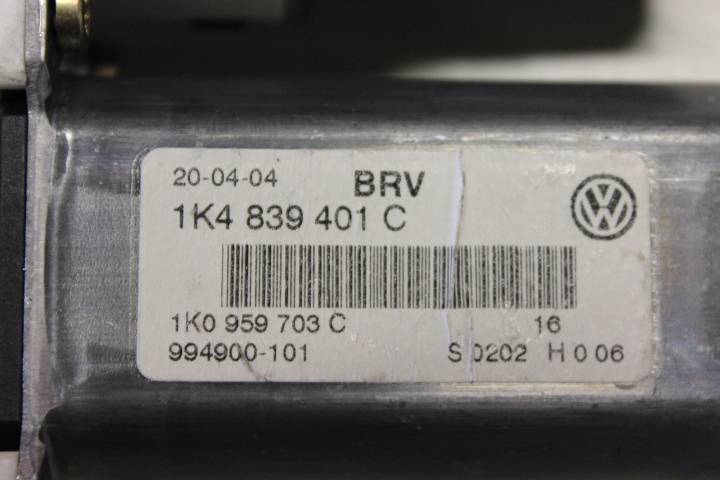 20-04-04 BRV
1K4 839 401 C
1K0 959 703 C 16
994900-101 S 0202 H 0 06